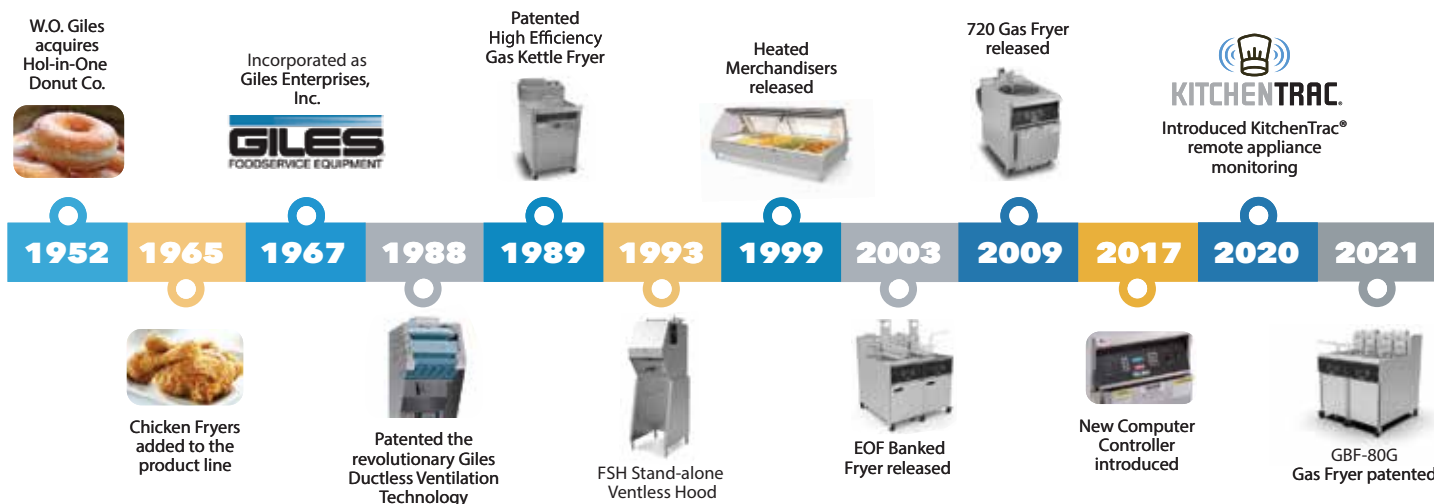 W.O. Giles
acquires
Hol-in-One
Donut Co.
Incorporated as
Giles Enterprises,
Inc.
GILES
FOODSERVICE EQUIPMENT
Patented
High Efficiency
Gas Kettle Fryer
Heated
Merchandisers
released
720 Gas Fryer
released
KITCHENTRAC®
Introduced KitchenTrac®
remote appliance
monitoring
1952 1965 1967 1988 1989 1993 1999 2003 2009 2017 2020 2021
Chicken Fryers
added to the
product line
Patented the
revolutionary Giles
Ductless Ventilation
Technology
FSH Stand-alone
Ventless Hood
EOF Banked
Fryer released
New Computer
Controller
introduced
GBF-80G
Gas Fryer patented